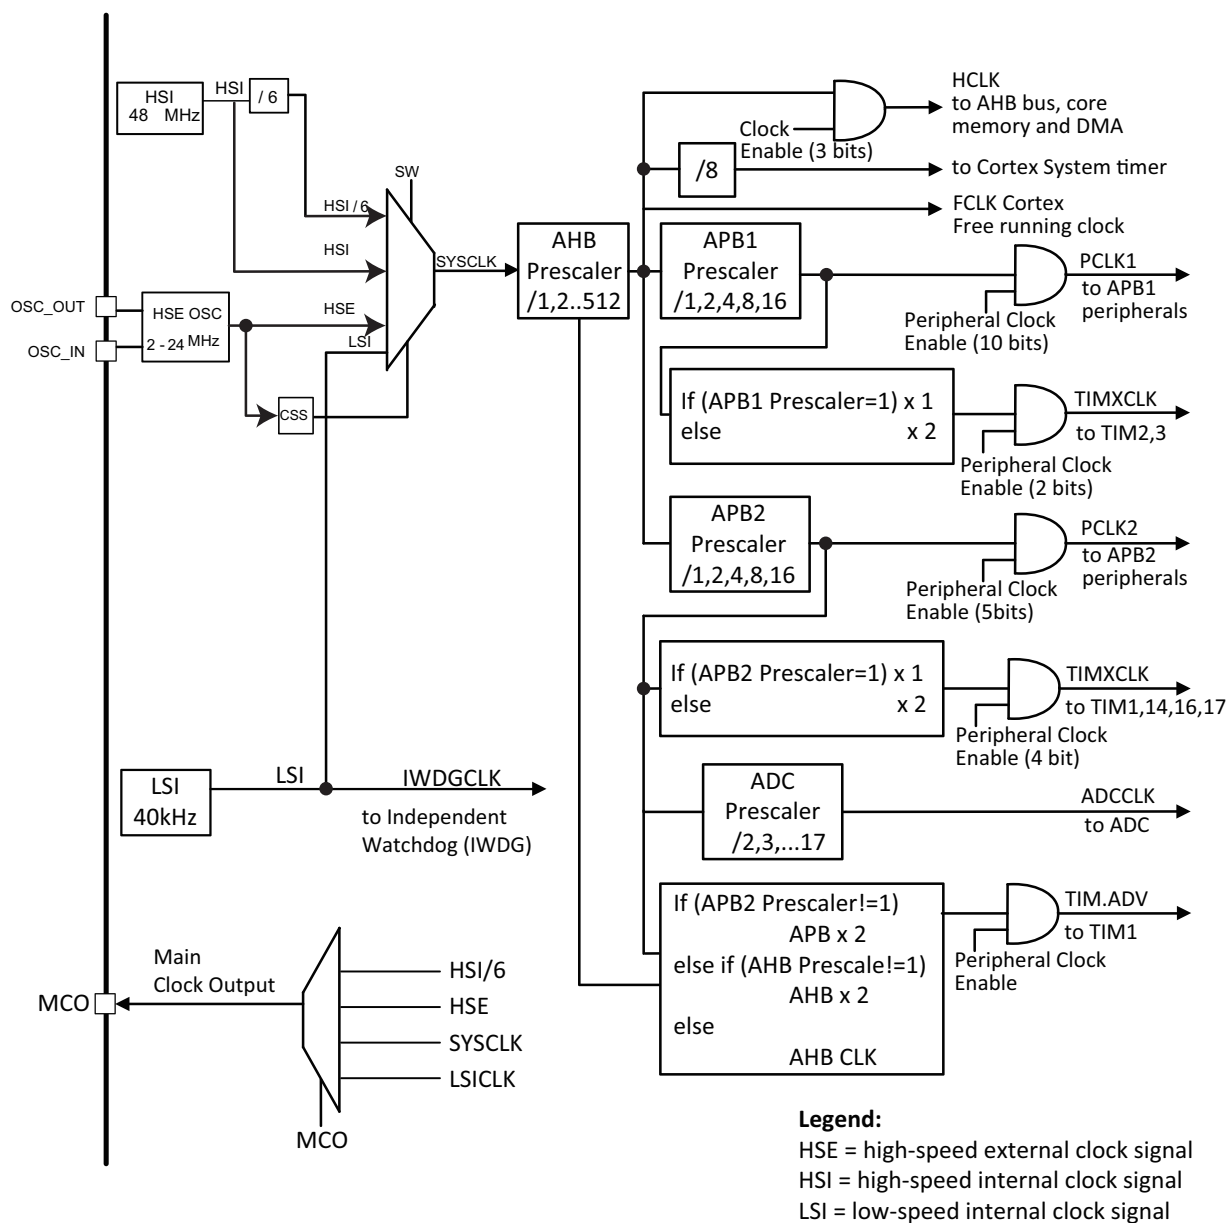 HSI
48 MHz
HSI
/ 6
SW
HSI / 6
HSI
HSE
LSI
SYSCLK
OSC_OUT
OSC_IN
HSE OSC
2 - 24 MHz
CSS
AHB
Prescaler
/1,2..512
Clock
Enable (3 bits)
HCLK
to AHB bus, core
memory and DMA
/8
to Cortex System timer
FCLK Cortex
Free running clock
APB1
Prescaler
/1,2,4,8,16
Peripheral Clock
Enable (10 bits)
PCLK1
to APB1
peripherals
If (APB1 Prescaler=1) x 1
else x 2
Peripheral Clock
Enable (2 bits)
TIMXCLK
to TIM2,3
APB2
Prescaler
/1,2,4,8,16
Peripheral Clock
Enable (5bits)
PCLK2
to APB2
peripherals
If (APB2 Prescaler=1) x 1
else x 2
Peripheral Clock
Enable (4 bit)
TIMXCLK
to TIM1,14,16,17
LSI
40kHz
LSI
IWDGCLK
to Independent
Watchdog (IWDG)
ADC
Prescaler
/2,3,...17
ADCCLK
to ADC
If (APB2 Prescaler!=1)
APB x 2
else if (AHB Prescale!=1)
AHB x 2
else
AHB CLK
Peripheral Clock
Enable
TIM.ADV
to TIM1
Main
Clock Output
MCO
HSI/6
HSE
SYSCLK
LSICLK
MCO
Legend:
HSE = high-speed external clock signal
HSI = high-speed internal clock signal
LSI = low-speed internal clock signal